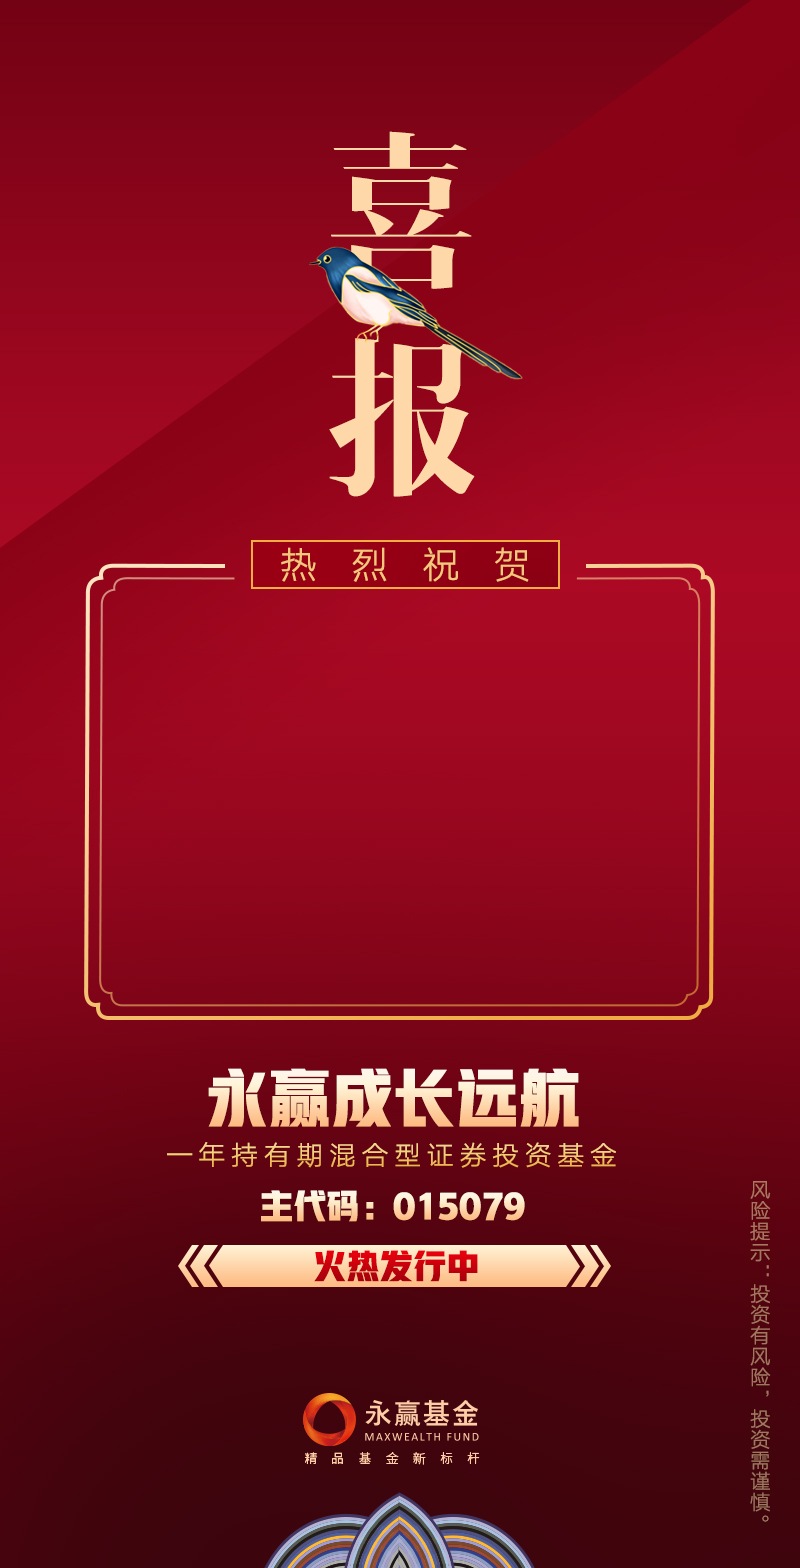 喜报
热烈祝贺
永赢成长远航
一年持有期混合型证券投资基金
主代码：015079
火热发行中
风险提示：投资有风险，投资需谨慎。
永赢基金
MAXWEALTH FUND
精品基金新标杆